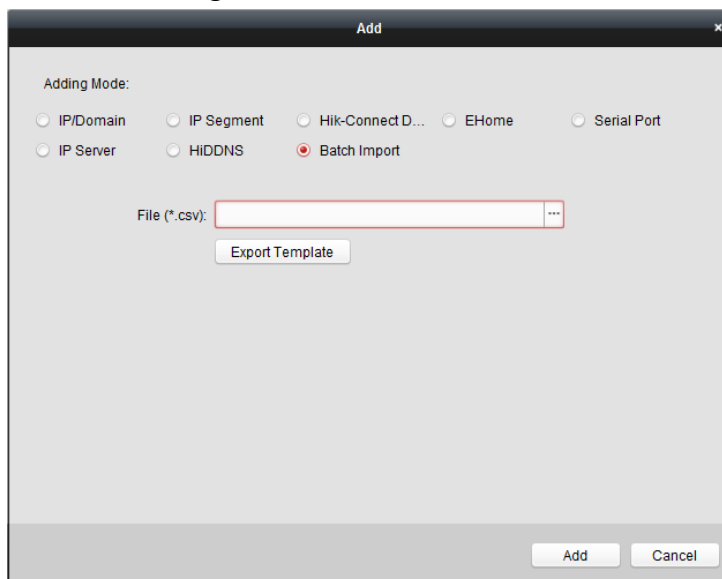 Add ×
Adding Mode:
IP/Domain IP Segment Hik-Connect D... EHome Serial Port
IP Server HiDDNS Batch Import
File (*.csv): ...
Export Template
Add Cancel